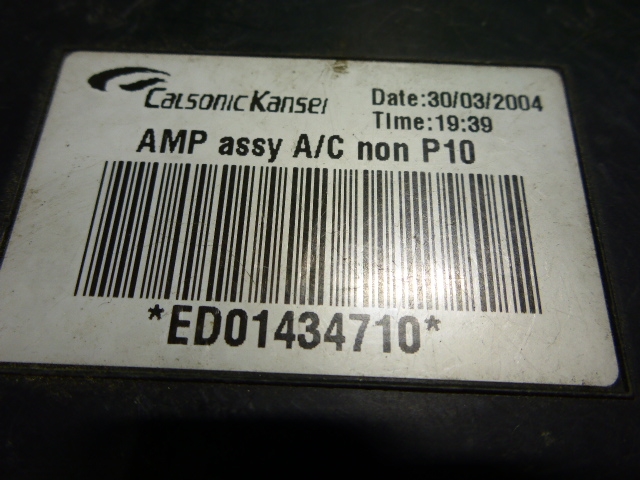 CalsonicKansei
Date:30/03/2004
Time:19:39
AMP assy A/C non P10
*ED01434710*